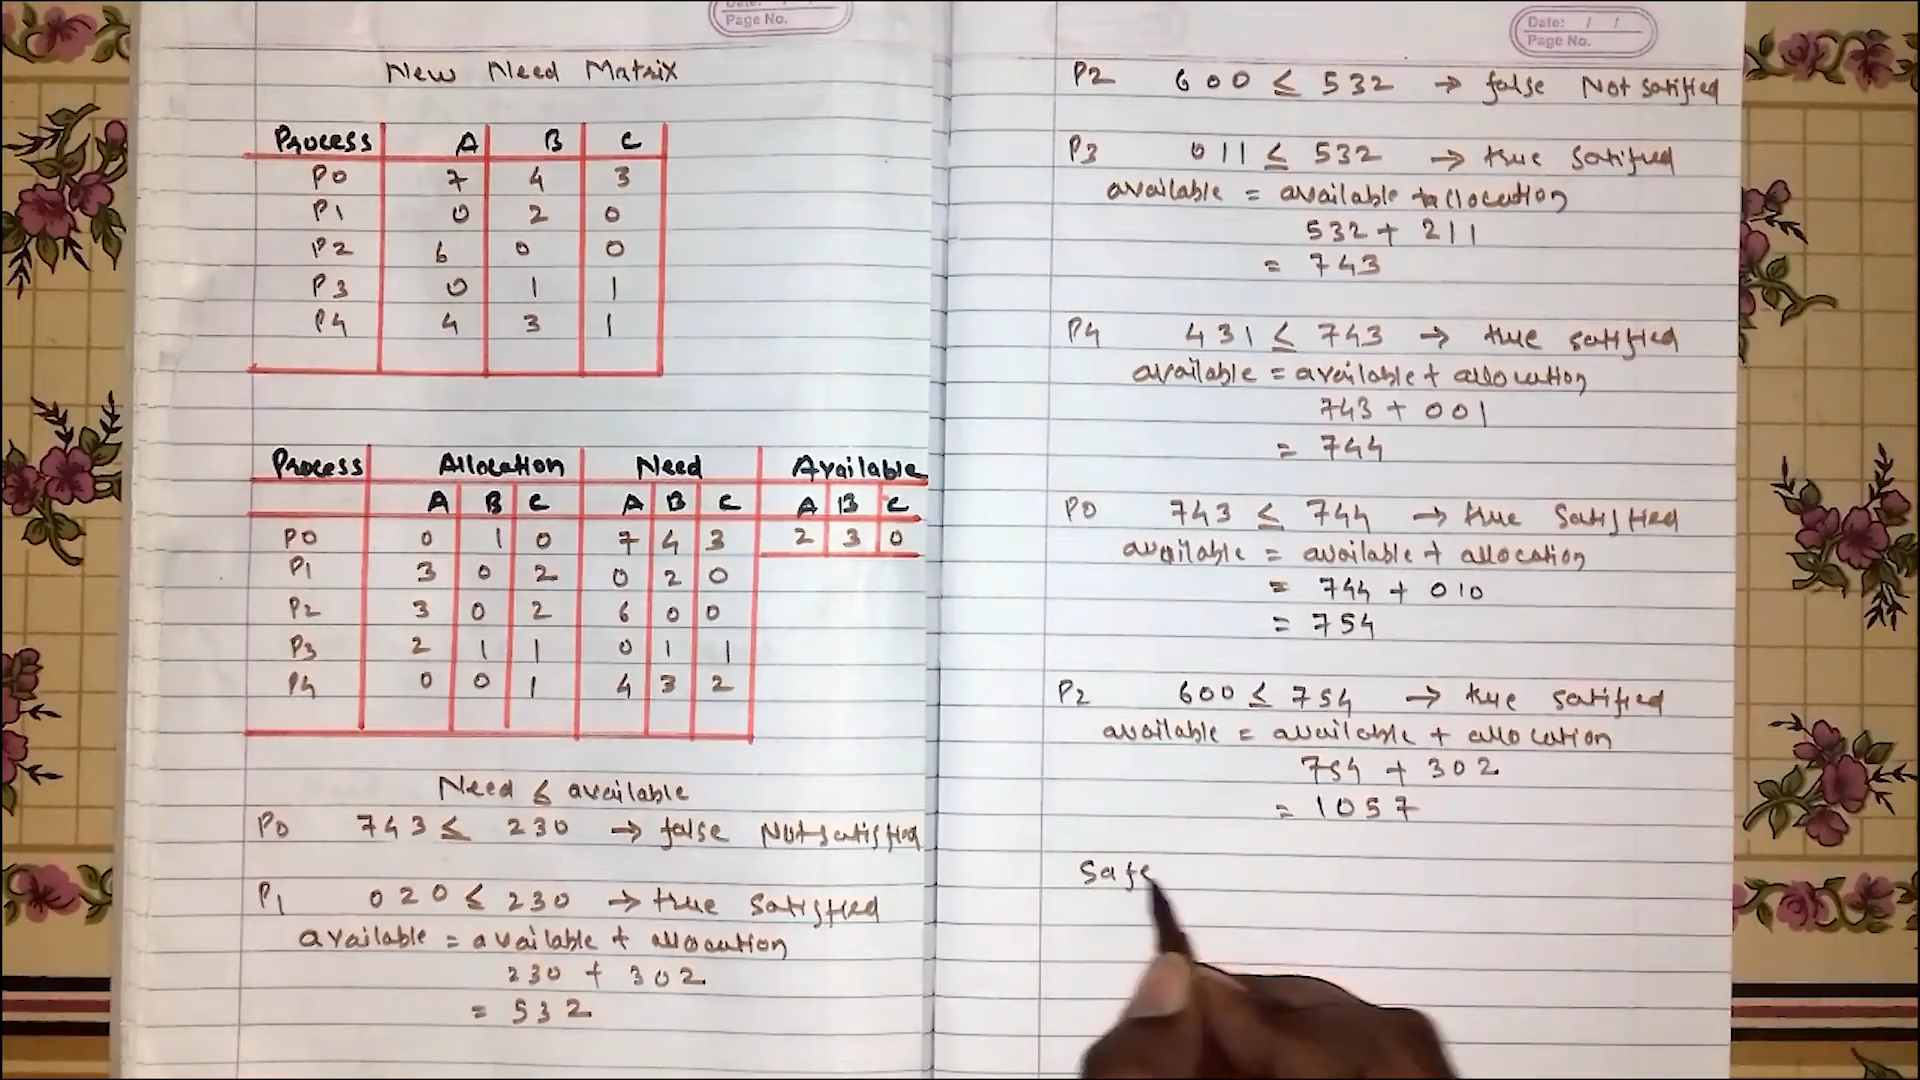 Date: / /
Page No.
New Need Matrix
Process A B C
P0 7 4 3
P1 0 2 0
P2 6 0 0
P3 0 1 1
P4 4 3 1
Process Allocation Need Available
A B C A B C A B C
P0 0 1 0 7 4 3 2 3 0
P1 3 0 2 0 2 0
P2 3 0 2 6 0 0
P3 2 1 1 0 1 1
P4 0 0 1 4 3 2
Need ≤ available
P0 743 ≤ 230 → false Not satisfied
P1 020 ≤ 230 → true satisfied
available = available + allocation
230 + 302
= 532
Date: / /
Page No.
P2 600 ≤ 532 → false Not satified
P3 011 ≤ 532 → true satified
available = available + allocation
532 + 211
= 743
P4 431 ≤ 743 → true satified
available = available + allocation
743 + 001
= 744
P0 743 ≤ 744 → true satisfied
available = available + allocation
= 744 + 010
= 754
P2 600 ≤ 754 → true satified
available = available + allocation
754 + 302
= 1057
Safe